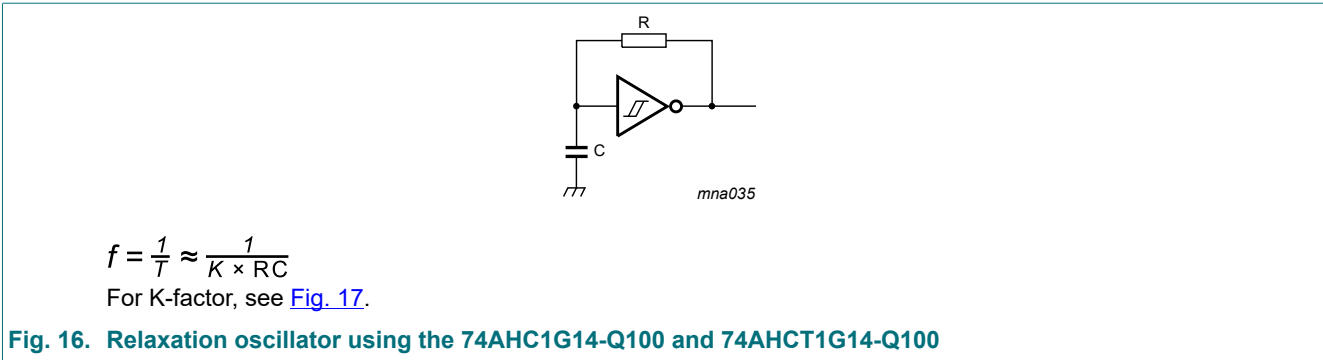 R
C
mna035
f = 1/T ≈ 1/(K × RC)
For K-factor, see Fig. 17.
Fig. 16. Relaxation oscillator using the 74AHC1G14-Q100 and 74AHCT1G14-Q100